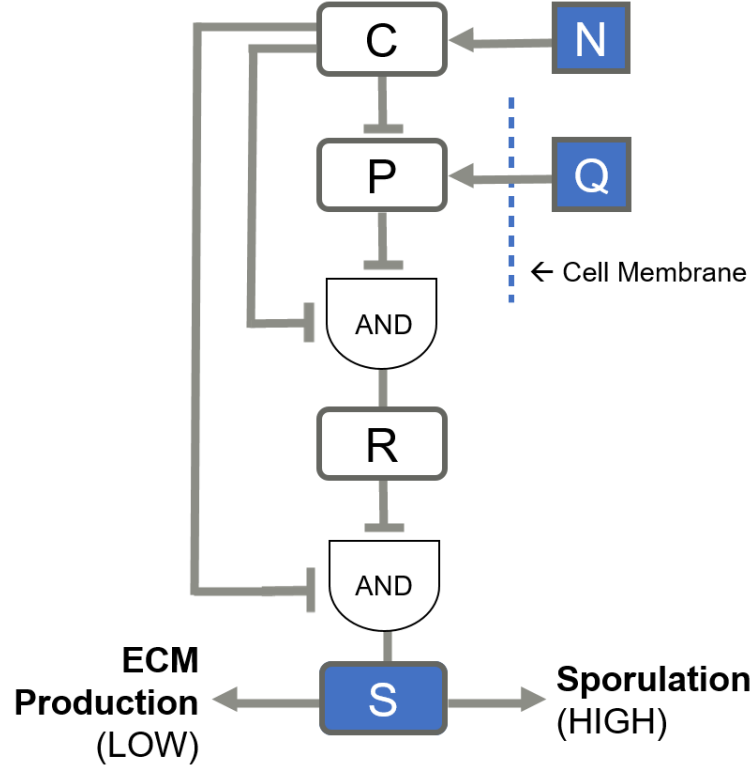 C
N
P
Q
← Cell Membrane
AND
R
AND
ECM
Production
(LOW)
S
Sporulation
(HIGH)